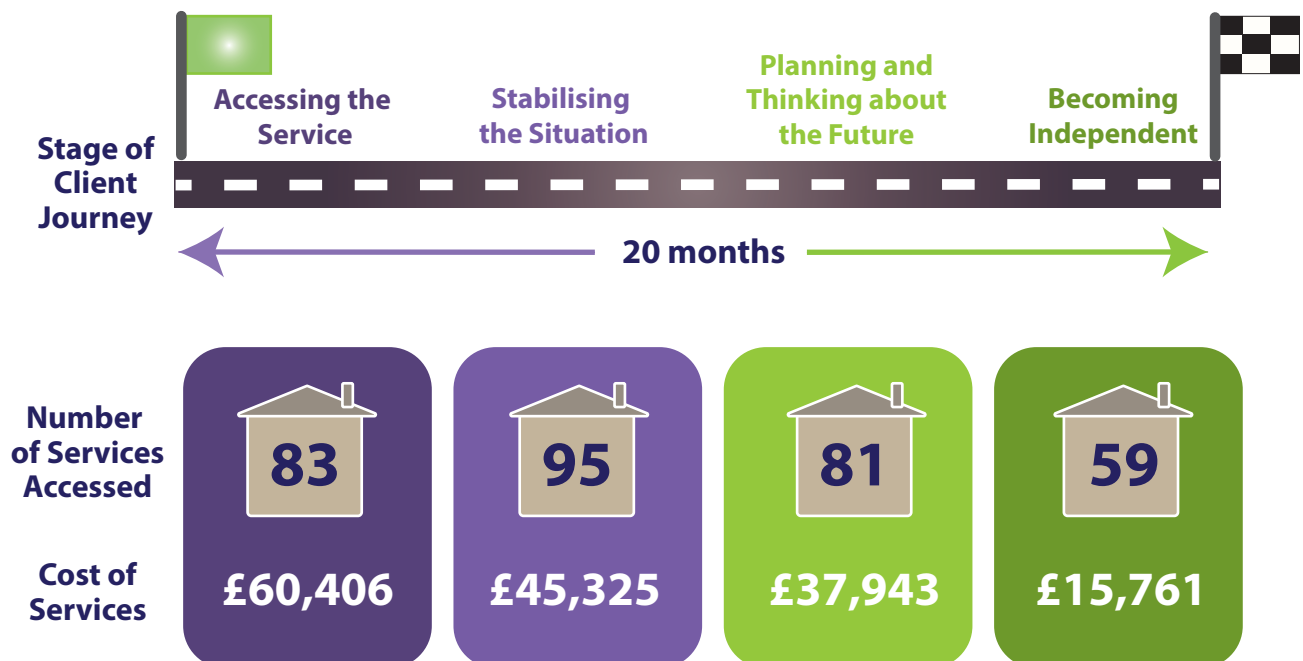 Accessing the
Service
Stabilising
the Situation
Planning and
Thinking about
the Future
Becoming
Independent
Stage of
Client
Journey
20 months
Number
of Services
Accessed
83
95
81
59
Cost of
Services
£60,406
£45,325
£37,943
£15,761